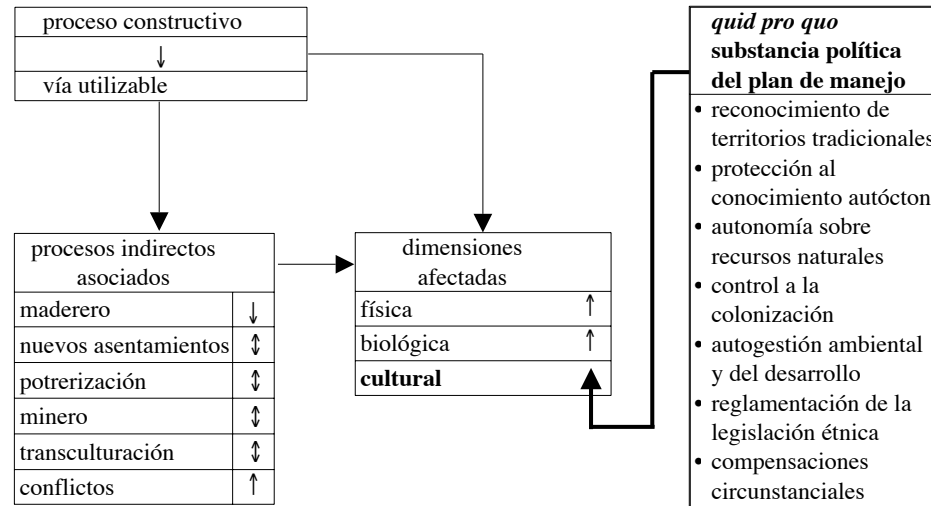 proceso constructivo
↓
vía utilizable
procesos indirectos
asociados
maderero ↓
nuevos asentamientos ↕
potrerización ↕
minero ↕
transculturación ↕
conflictos ↑
dimensiones
afectadas
física ↑
biológica ↑
cultural
quid pro quo
substancia política
del plan de manejo
• reconocimiento de
territorios tradicionales
• protección al
conocimiento autócton
• autonomía sobre
recursos naturales
• control a la
colonización
• autogestión ambiental
y del desarrollo
• reglamentación de la
legislación étnica
• compensaciones
circunstanciales